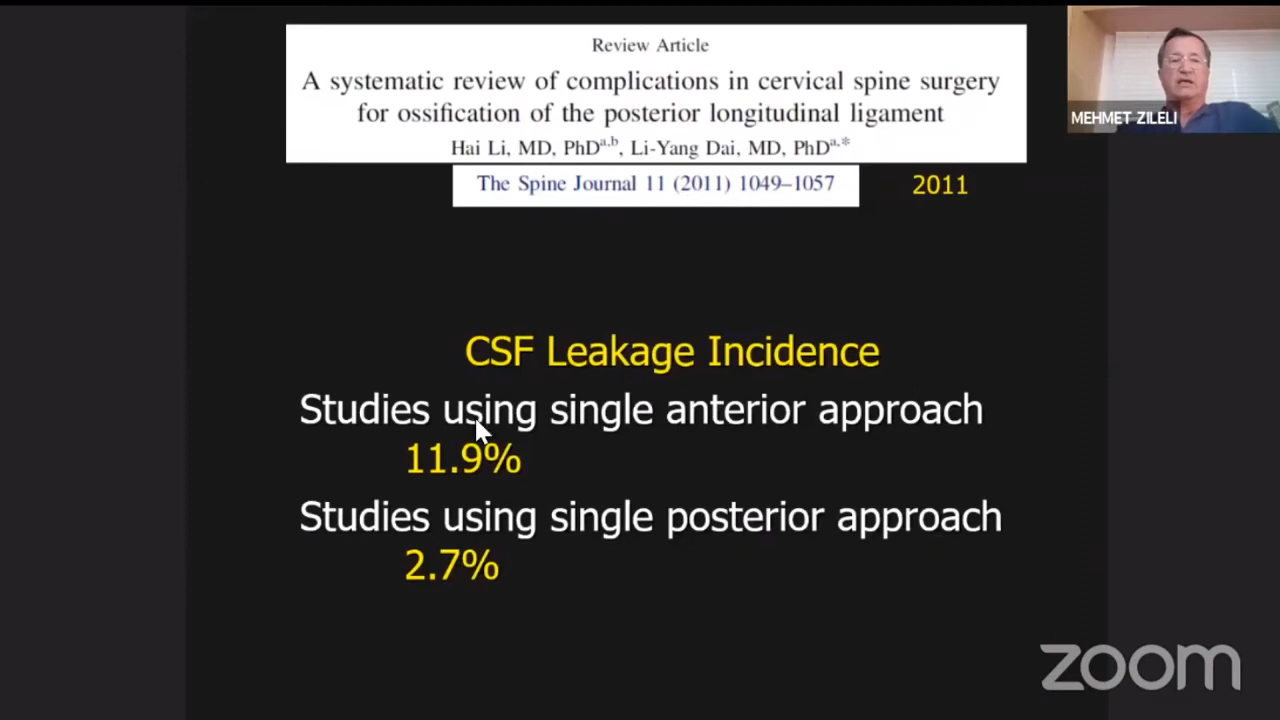 Review Article
A systematic review of complications in cervical spine surgery
for ossification of the posterior longitudinal ligament
Hai Li, MD, PhDa,b, Li-Yang Dai, MD, PhDa,*
The Spine Journal 11 (2011) 1049–1057
2011
MEHMET ZILELI
CSF Leakage Incidence
Studies using single anterior approach
11.9%
Studies using single posterior approach
2.7%
zoom